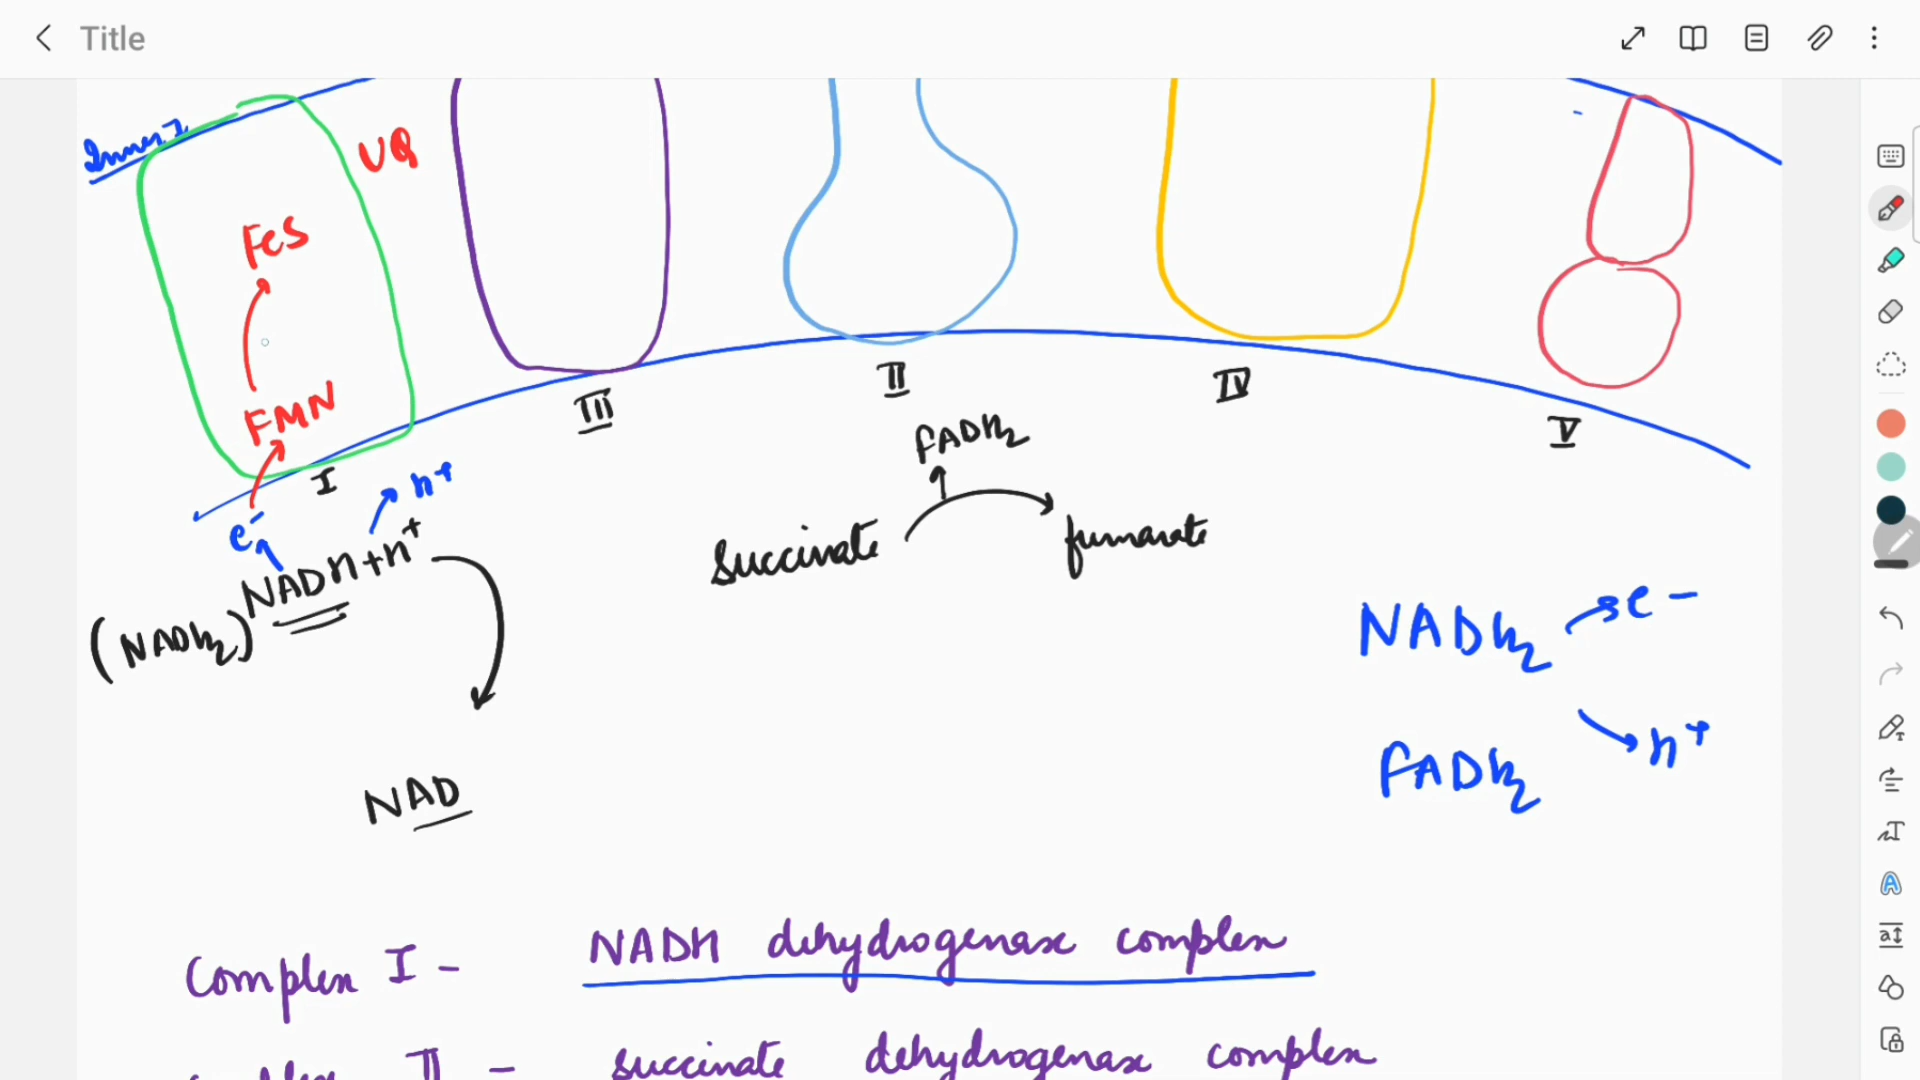 Title
Inner
UQ
FeS
FMN
I
III
II
IV
V
e⁻
H⁺
FADH₂
NADH+H⁺
(NADH₂)
Succinate
fumarate
NADH₂
e⁻
H⁺
FADH₂
NAD
Complex I - NADH dehydrogenase complex
II - succinate dehydrogenase complex